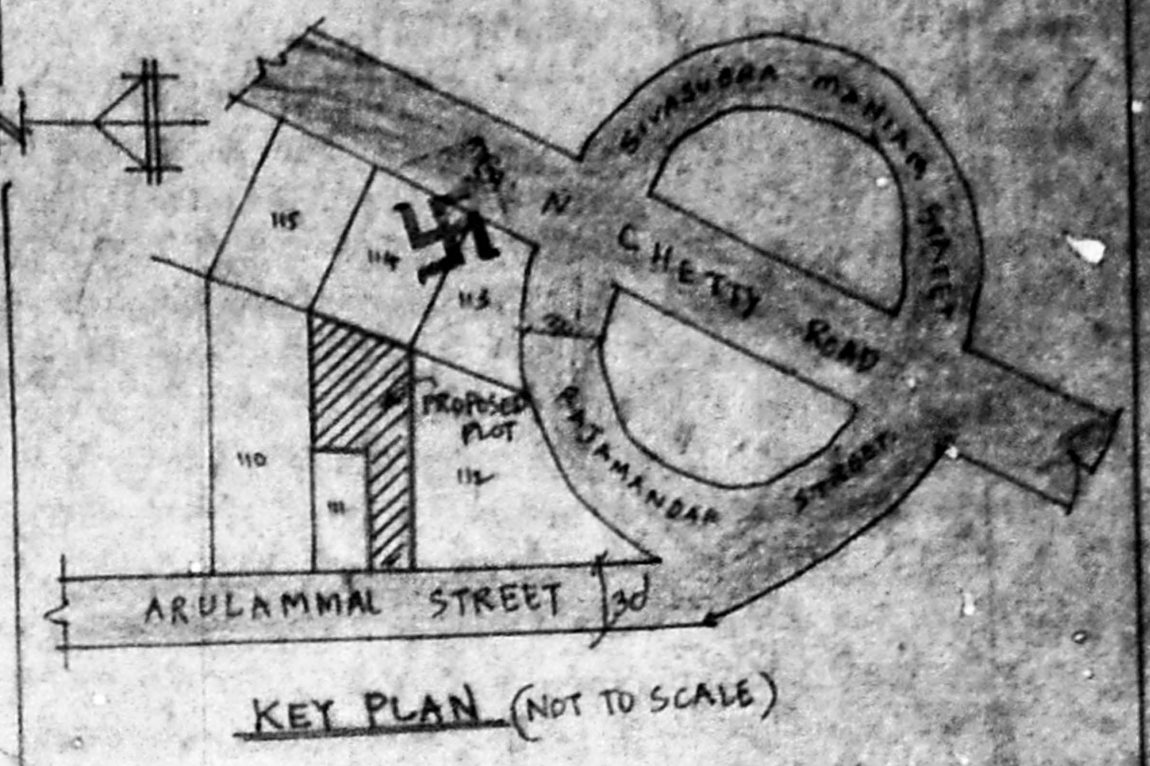 N
SIVASUBRA MANIAM STREET
N CHETTY ROAD
115
114
113
30'
PROPOSED
PLOT
RAJAMANDAR STREET
110
111
112
ARULAMMAL STREET
30'
KEY PLAN (NOT TO SCALE)